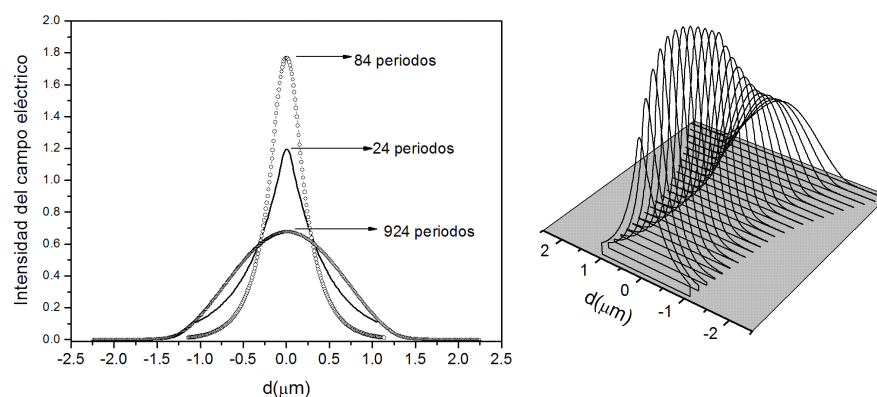 2.0
1.8
1.6
1.4
1.2
1.0
0.8
0.6
0.4
0.2
0.0
Intensidad del campo eléctrico
84 periodos
24 periodos
924 periodos
-2.5 -2.0 -1.5 -1.0 -0.5 0.0 0.5 1.0 1.5 2.0 2.5
d(μm)
2
1
0
-1
-2
d(μm)